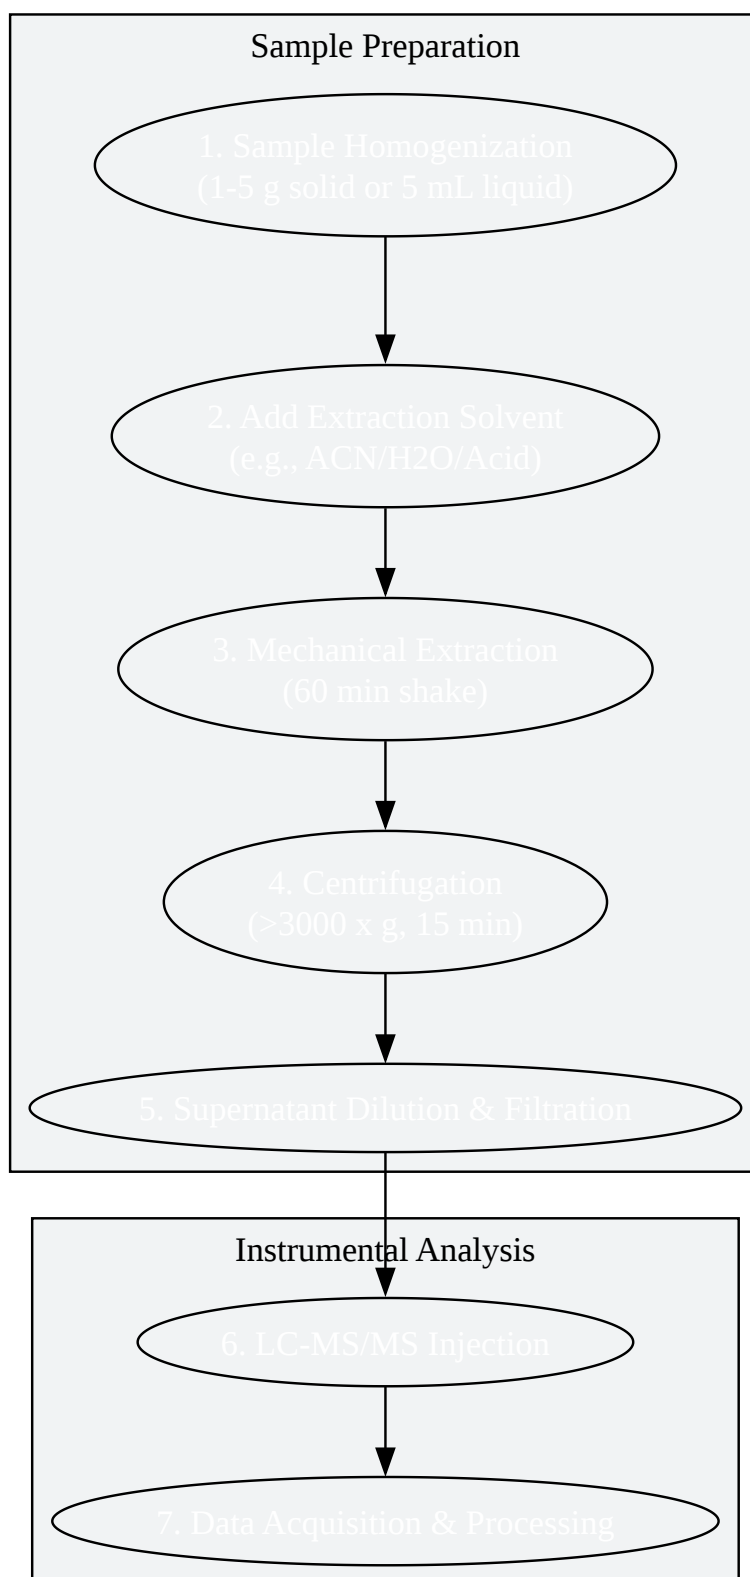 Sample Preparation
1. Sample Homogenization
(1-5 g solid or 5 mL liquid)
2. Add Extraction Solvent
(e.g., ACN/H2O/Acid)
3. Mechanical Extraction
(60 min shake)
4. Centrifugation
(>3000 x g, 15 min)
5. Supernatant Dilution & Filtration
Instrumental Analysis
6. LC-MS/MS Injection
7. Data Acquisition & Processing